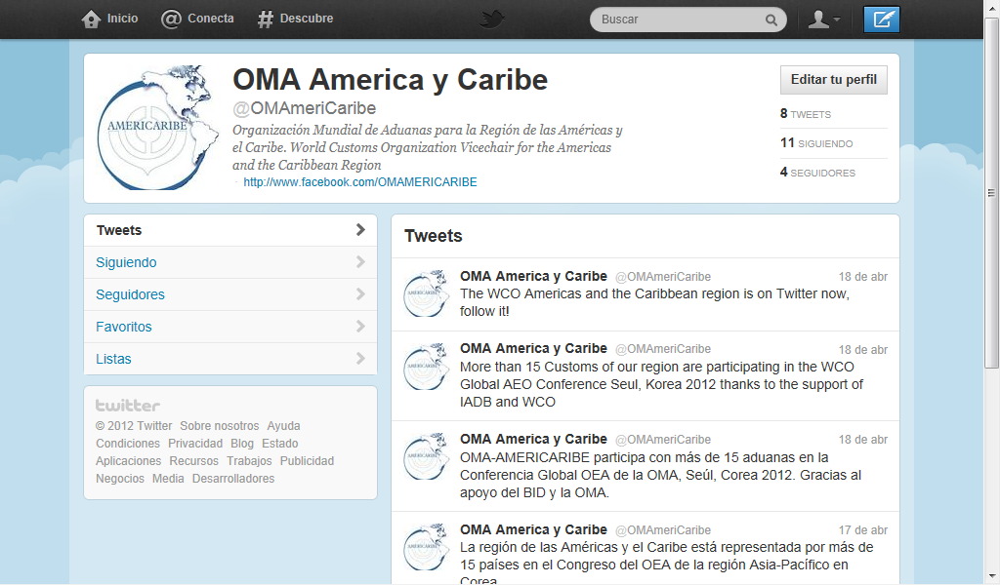 Inicio
Conecta
Descubre
Buscar
AMERICARIBE
OMA America y Caribe
@OMAmeriCaribe
Organización Mundial de Aduanas para la Región de las Américas y
el Caribe. World Customs Organization Vicechair for the Americas
and the Caribbean Region
· http://www.facebook.com/OMAMERICARIBE
Editar tu perfil
8 TWEETS
11 SIGUIENDO
4 SEGUIDORES
Tweets
Siguiendo
Seguidores
Favoritos
Listas
twitter
© 2012 Twitter Sobre nosotros Ayuda
Condiciones Privacidad Blog Estado
Aplicaciones Recursos Trabajos Publicidad
Negocios Media Desarrolladores
Tweets
OMA America y Caribe @OMAmeriCaribe 18 de abr
The WCO Americas and the Caribbean region is on Twitter now,
follow it!
AMERICARIBE
OMA America y Caribe @OMAmeriCaribe 18 de abr
More than 15 Customs of our region are participating in the WCO
Global AEO Conference Seul, Korea 2012 thanks to the support of
IADB and WCO
AMERICARIBE
OMA America y Caribe @OMAmeriCaribe 18 de abr
OMA-AMERICARIBE participa con más de 15 aduanas en la
Conferencia Global OEA de la OMA, Seúl, Corea 2012. Gracias al
apoyo del BID y la OMA.
AMERICARIBE
OMA America y Caribe @OMAmeriCaribe 17 de abr
La región de las Américas y el Caribe está representada por más de
15 países en el Congreso del OEA de la región Asia-Pacífico en
Corea
AMERICARIBE